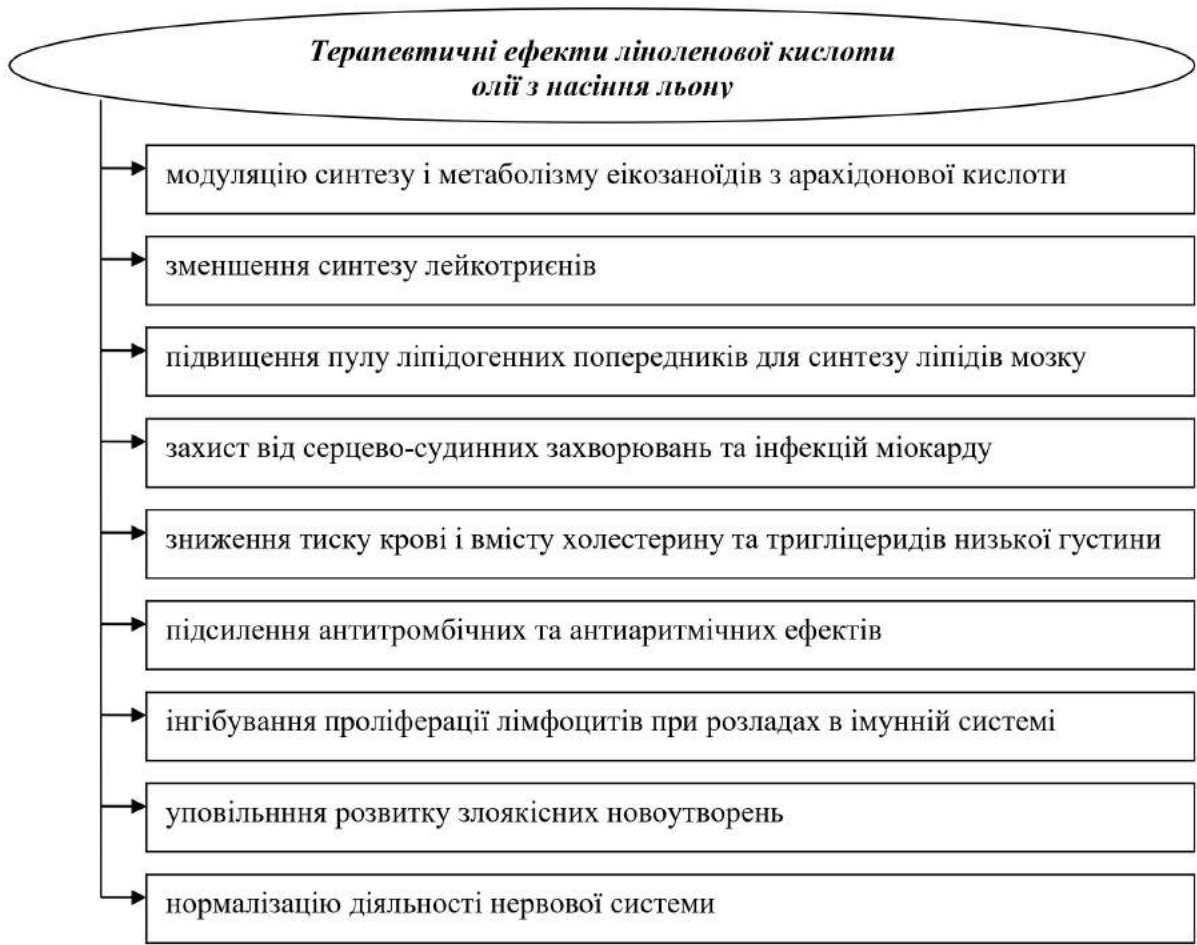 Терапевтичні ефекти ліноленової кислоти
олії з насіння льону
модуляцію синтезу і метаболізму еікозаноїдів з арахідонової кислоти
зменшення синтезу лейкотриєнів
підвищення пулу ліпідогенних попередників для синтезу ліпідів мозку
захист від серцево-судинних захворювань та інфекцій міокарду
зниження тиску крові і вмісту холестерину та тригліцеридів низької густини
підсилення антитромбічних та антиаритмічних ефектів
інгібування проліферації лімфоцитів при розладах в імунній системі
уповільнння розвитку злоякісних новоутворень
нормалізацію діяльності нервової системи